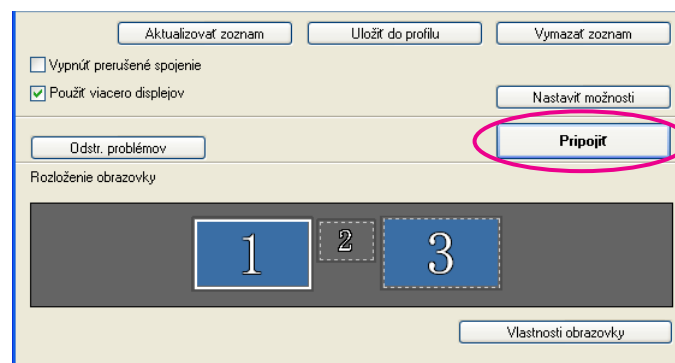 Aktualizovať zoznam Uložiť do profilu Vymazať zoznam
Vypnúť prerušené spojenie
Použiť viacero displejov Nastaviť možnosti
Odstr. problémov Pripojiť
Rozloženie obrazovky
1 2 3
Vlastnosti obrazovky